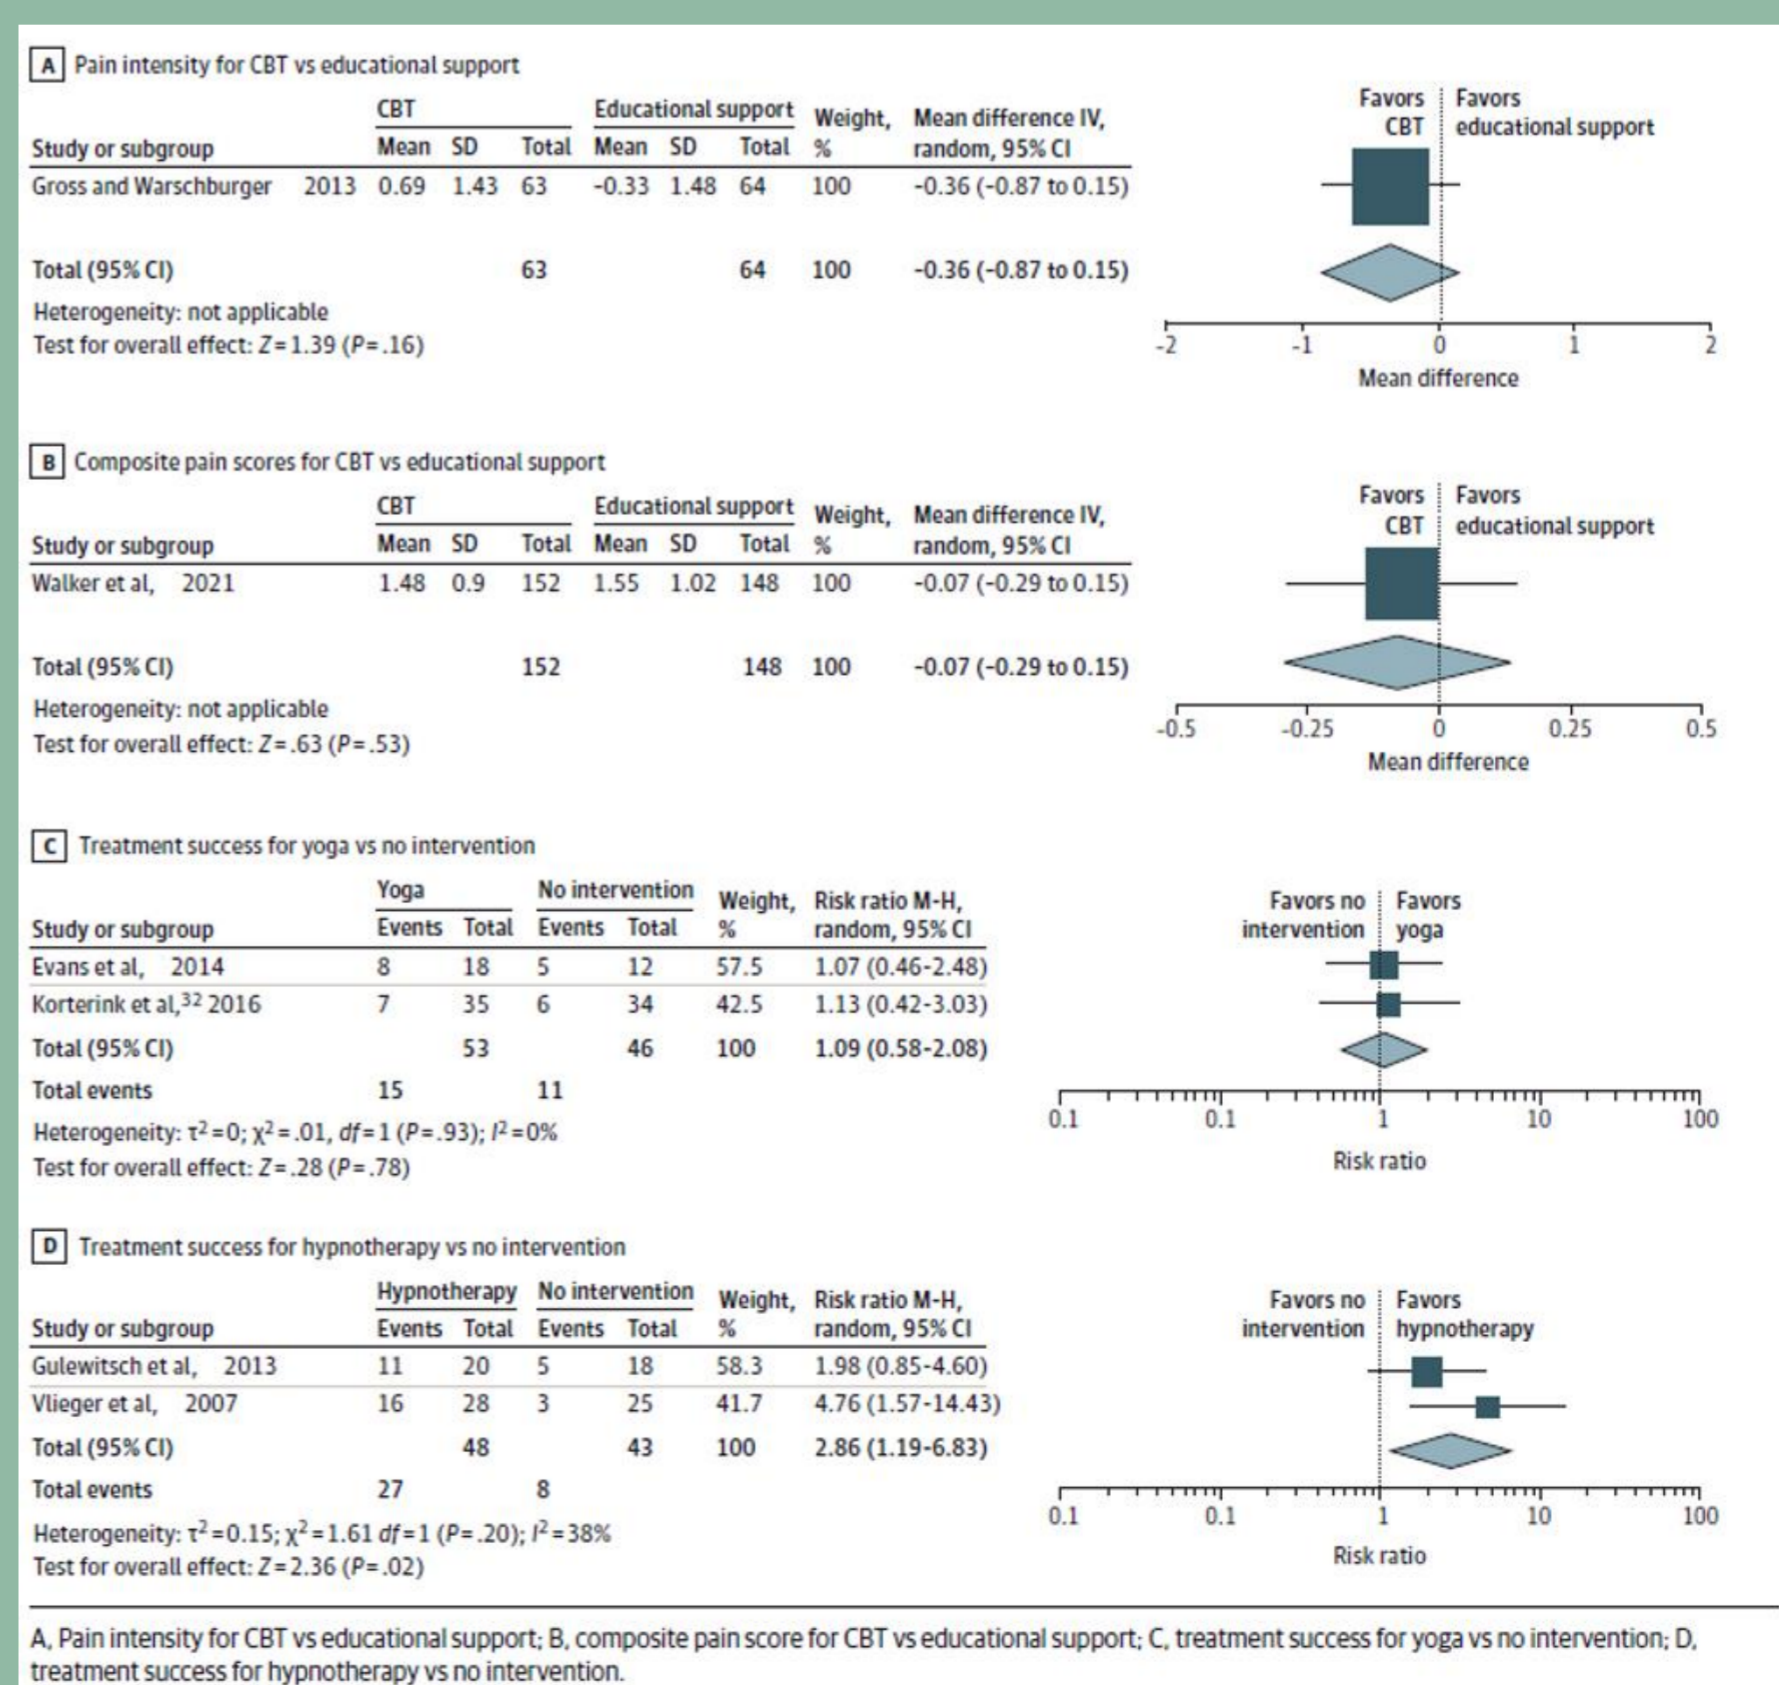 A Pain intensity for CBT vs educational support
CBT Educational support Weight, Mean difference IV,
Study or subgroup Mean SD Total Mean SD Total % random, 95% CI
Gross and Warschburger 2013 0.69 1.43 63 -0.33 1.48 64 100 -0.36 (-0.87 to 0.15)
Total (95% CI) 63 64 100 -0.36 (-0.87 to 0.15)
Heterogeneity: not applicable
Test for overall effect: Z=1.39 (P=.16)
Favors Favors
CBT educational support
-2 -1 0 1 2
Mean difference
B Composite pain scores for CBT vs educational support
CBT Educational support Weight, Mean difference IV,
Study or subgroup Mean SD Total Mean SD Total % random, 95% CI
Walker et al, 2021 1.48 0.9 152 1.55 1.02 148 100 -0.07 (-0.29 to 0.15)
Total (95% CI) 152 148 100 -0.07 (-0.29 to 0.15)
Heterogeneity: not applicable
Test for overall effect: Z=.63 (P=.53)
Favors Favors
CBT educational support
-0.5 -0.25 0 0.25 0.5
Mean difference
C Treatment success for yoga vs no intervention
Yoga No intervention Weight, Risk ratio M-H,
Study or subgroup Events Total Events Total % random, 95% CI
Evans et al, 2014 8 18 5 12 57.5 1.07 (0.46-2.48)
Korterink et al,³² 2016 7 35 6 34 42.5 1.13 (0.42-3.03)
Total (95% CI) 53 46 100 1.09 (0.58-2.08)
Total events 15 11
Heterogeneity: τ²=0; χ²=.01, df=1 (P=.93); I²=0%
Test for overall effect: Z=.28 (P=.78)
Favors no Favors
intervention yoga
0.1 0.1 1 10 100
Risk ratio
D Treatment success for hypnotherapy vs no intervention
Hypnotherapy No intervention Weight, Risk ratio M-H,
Study or subgroup Events Total Events Total % random, 95% CI
Gulewitsch et al, 2013 11 20 5 18 58.3 1.98 (0.85-4.60)
Vlieger et al, 2007 16 28 3 25 41.7 4.76 (1.57-14.43)
Total (95% CI) 48 43 100 2.86 (1.19-6.83)
Total events 27 8
Heterogeneity: τ²=0.15; χ²=1.61 df=1 (P=.20); I²=38%
Test for overall effect: Z=2.36 (P=.02)
Favors no Favors
intervention hypnotherapy
0.1 0.1 1 10 100
Risk ratio
A, Pain intensity for CBT vs educational support; B, composite pain score for CBT vs educational support; C, treatment success for yoga vs no intervention; D,
treatment success for hypnotherapy vs no intervention.